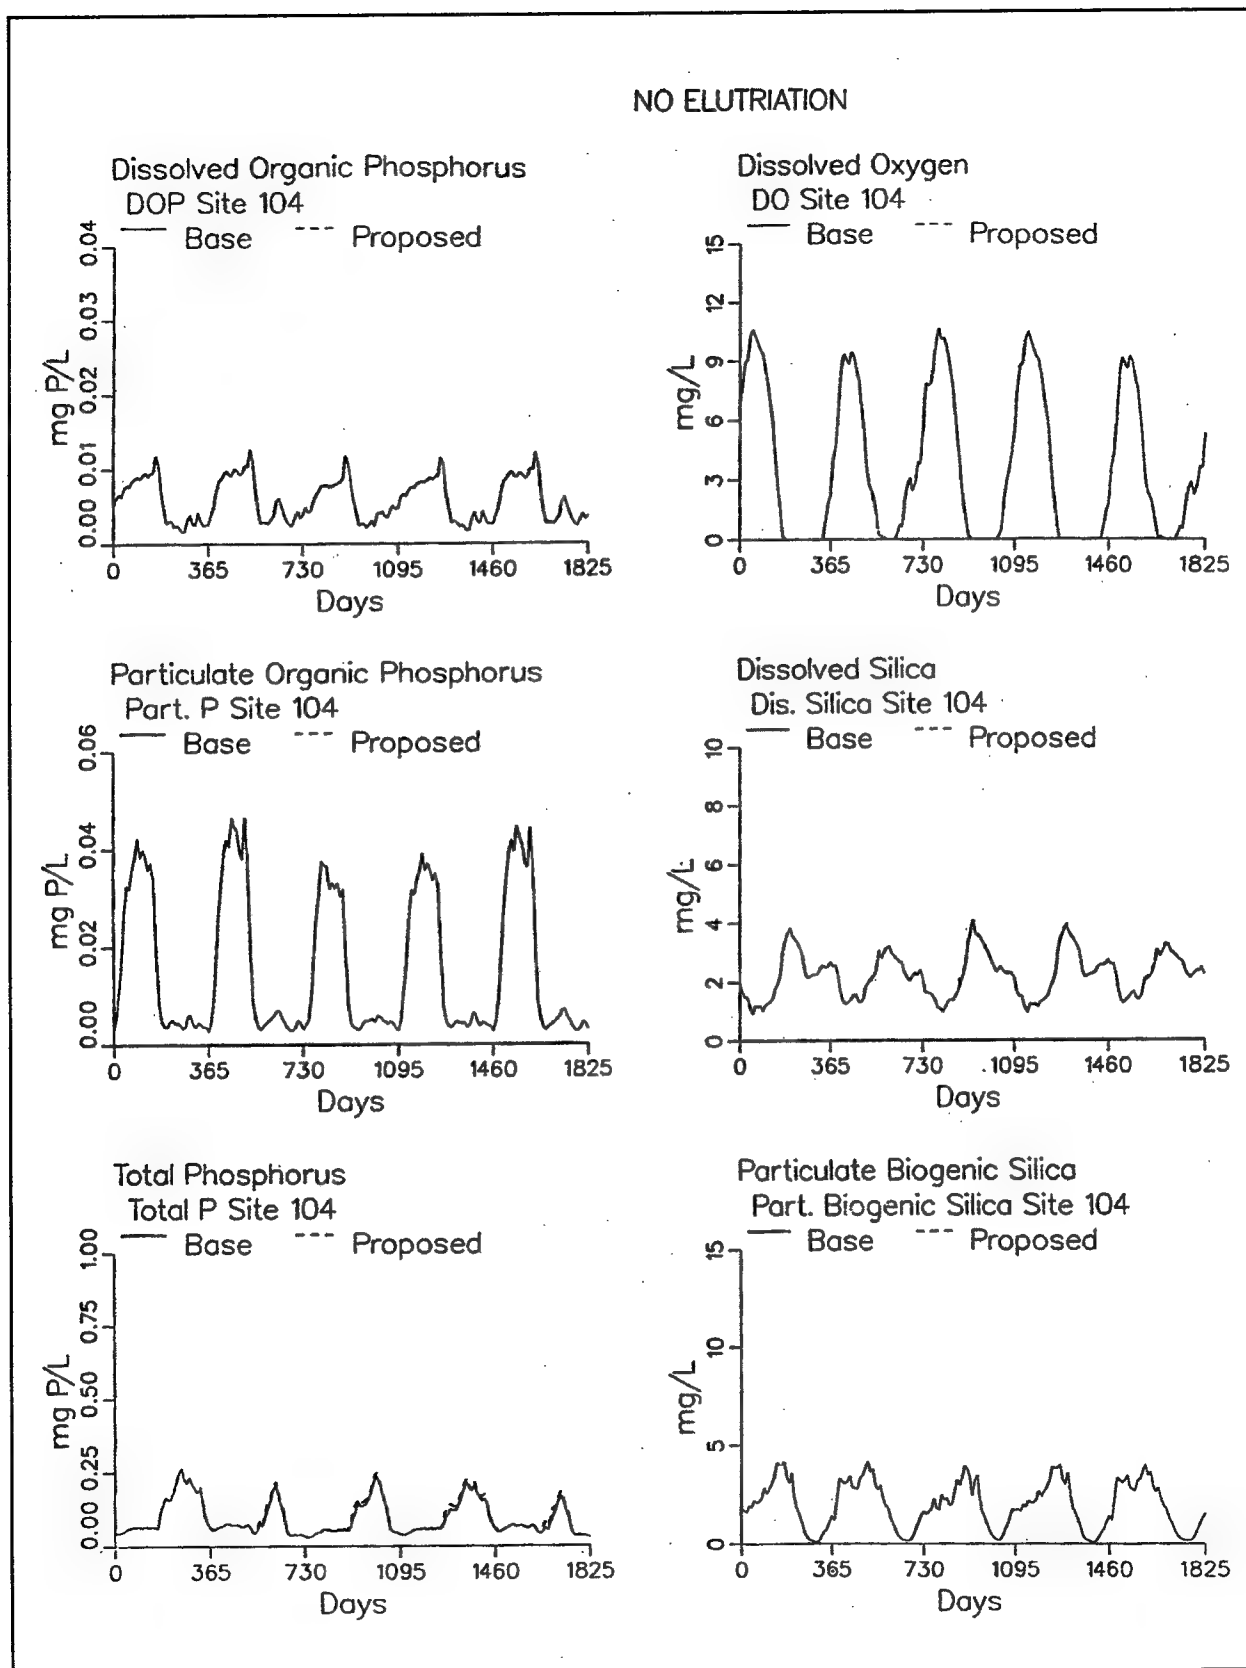 NO ELUTRIATION
Dissolved Organic Phosphorus
DOP Site 104
Base --- Proposed
0.04
0.03
0.02
0.01
0.00
mg P/L
0 365 730 1095 1460 1825
Days
Dissolved Oxygen
DO Site 104
Base --- Proposed
15
12
9
6
3
0
mg/L
0 365 730 1095 1460 1825
Days
Particulate Organic Phosphorus
Part. P Site 104
Base --- Proposed
0.06
0.04
0.02
0.00
mg P/L
0 365 730 1095 1460 1825
Days
Dissolved Silica
Dis. Silica Site 104
Base --- Proposed
10
8
6
4
2
0
mg/L
0 365 730 1095 1460 1825
Days
Total Phosphorus
Total P Site 104
Base --- Proposed
1.00
0.75
0.50
0.25
0.00
mg P/L
0 365 730 1095 1460 1825
Days
Particulate Biogenic Silica
Part. Biogenic Silica Site 104
Base --- Proposed
15
10
5
0
mg/L
0 365 730 1095 1460 1825
Days